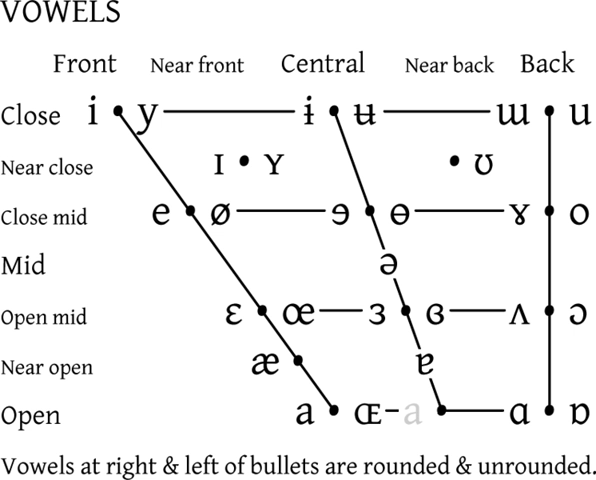 VOWELS
Front Near front Central Near back Back
Close i y ɨ ʉ ɯ u
Near close ɪ ʏ ʊ
Close mid e ø ɘ ɵ ɤ o
Mid ə
Open mid ɛ œ ɜ ɞ ʌ ɔ
Near open æ ɐ
Open a ɶ a ɑ ɒ
Vowels at right & left of bullets are rounded & unrounded.